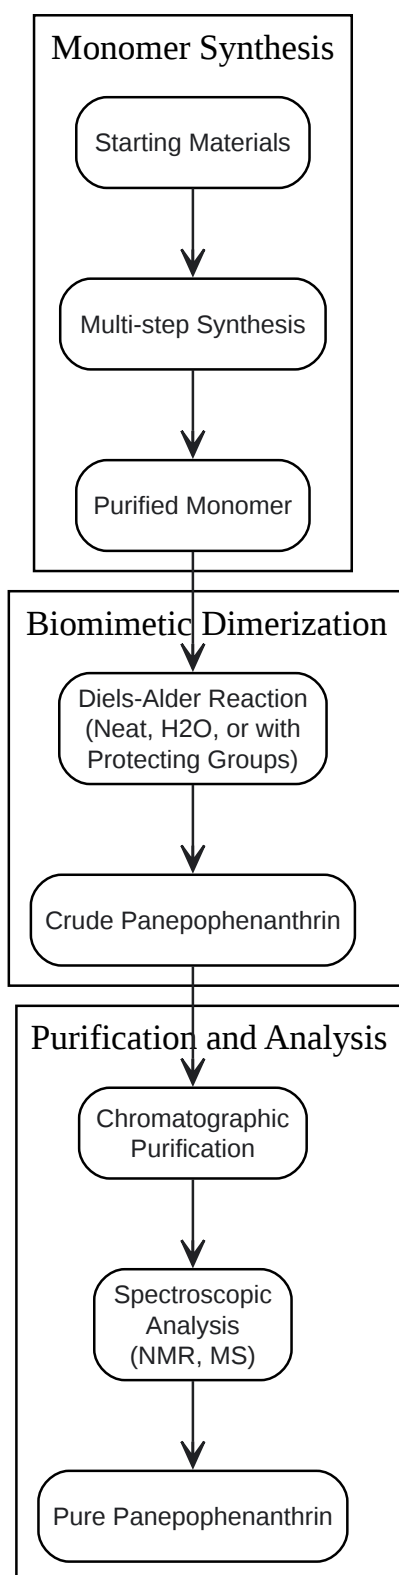 Monomer Synthesis
Starting Materials
Multi-step Synthesis
Purified Monomer
Biomimetic Dimerization
Diels-Alder Reaction
(Neat, H2O, or with
Protecting Groups)
Crude Panepophenanthrin
Purification and Analysis
Chromatographic
Purification
Spectroscopic
Analysis
(NMR, MS)
Pure Panepophenanthrin